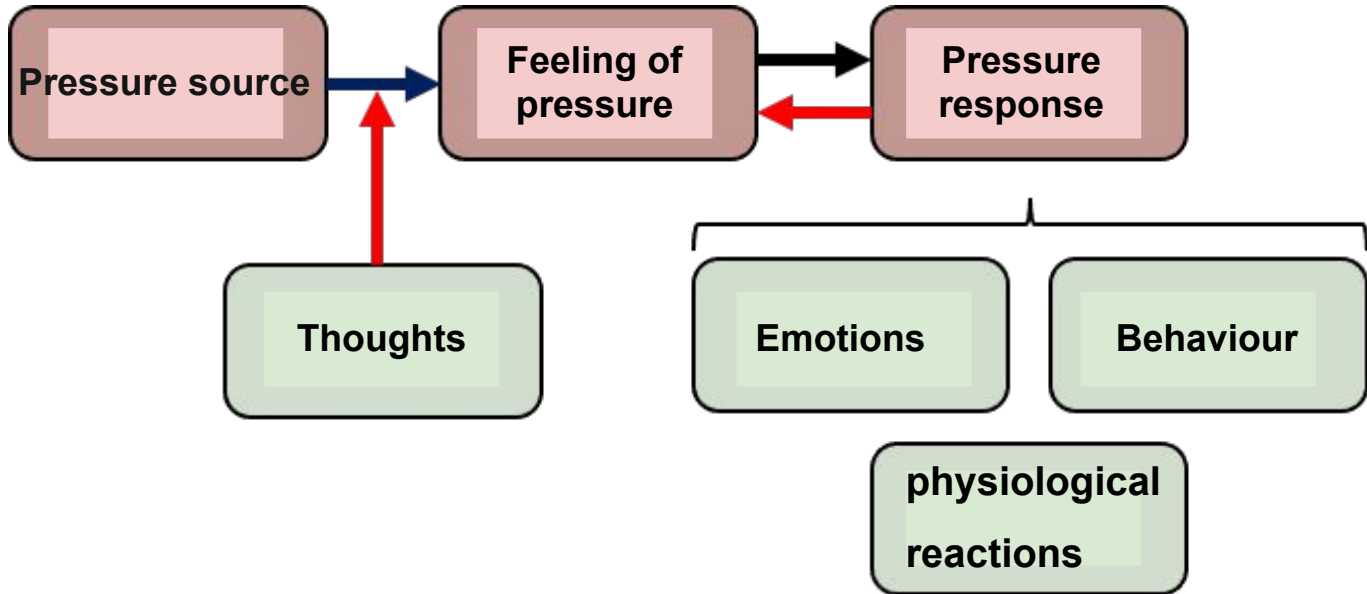 Pressure source
Feeling of
pressure
Pressure
response
Thoughts
Emotions
Behaviour
physiological
reactions